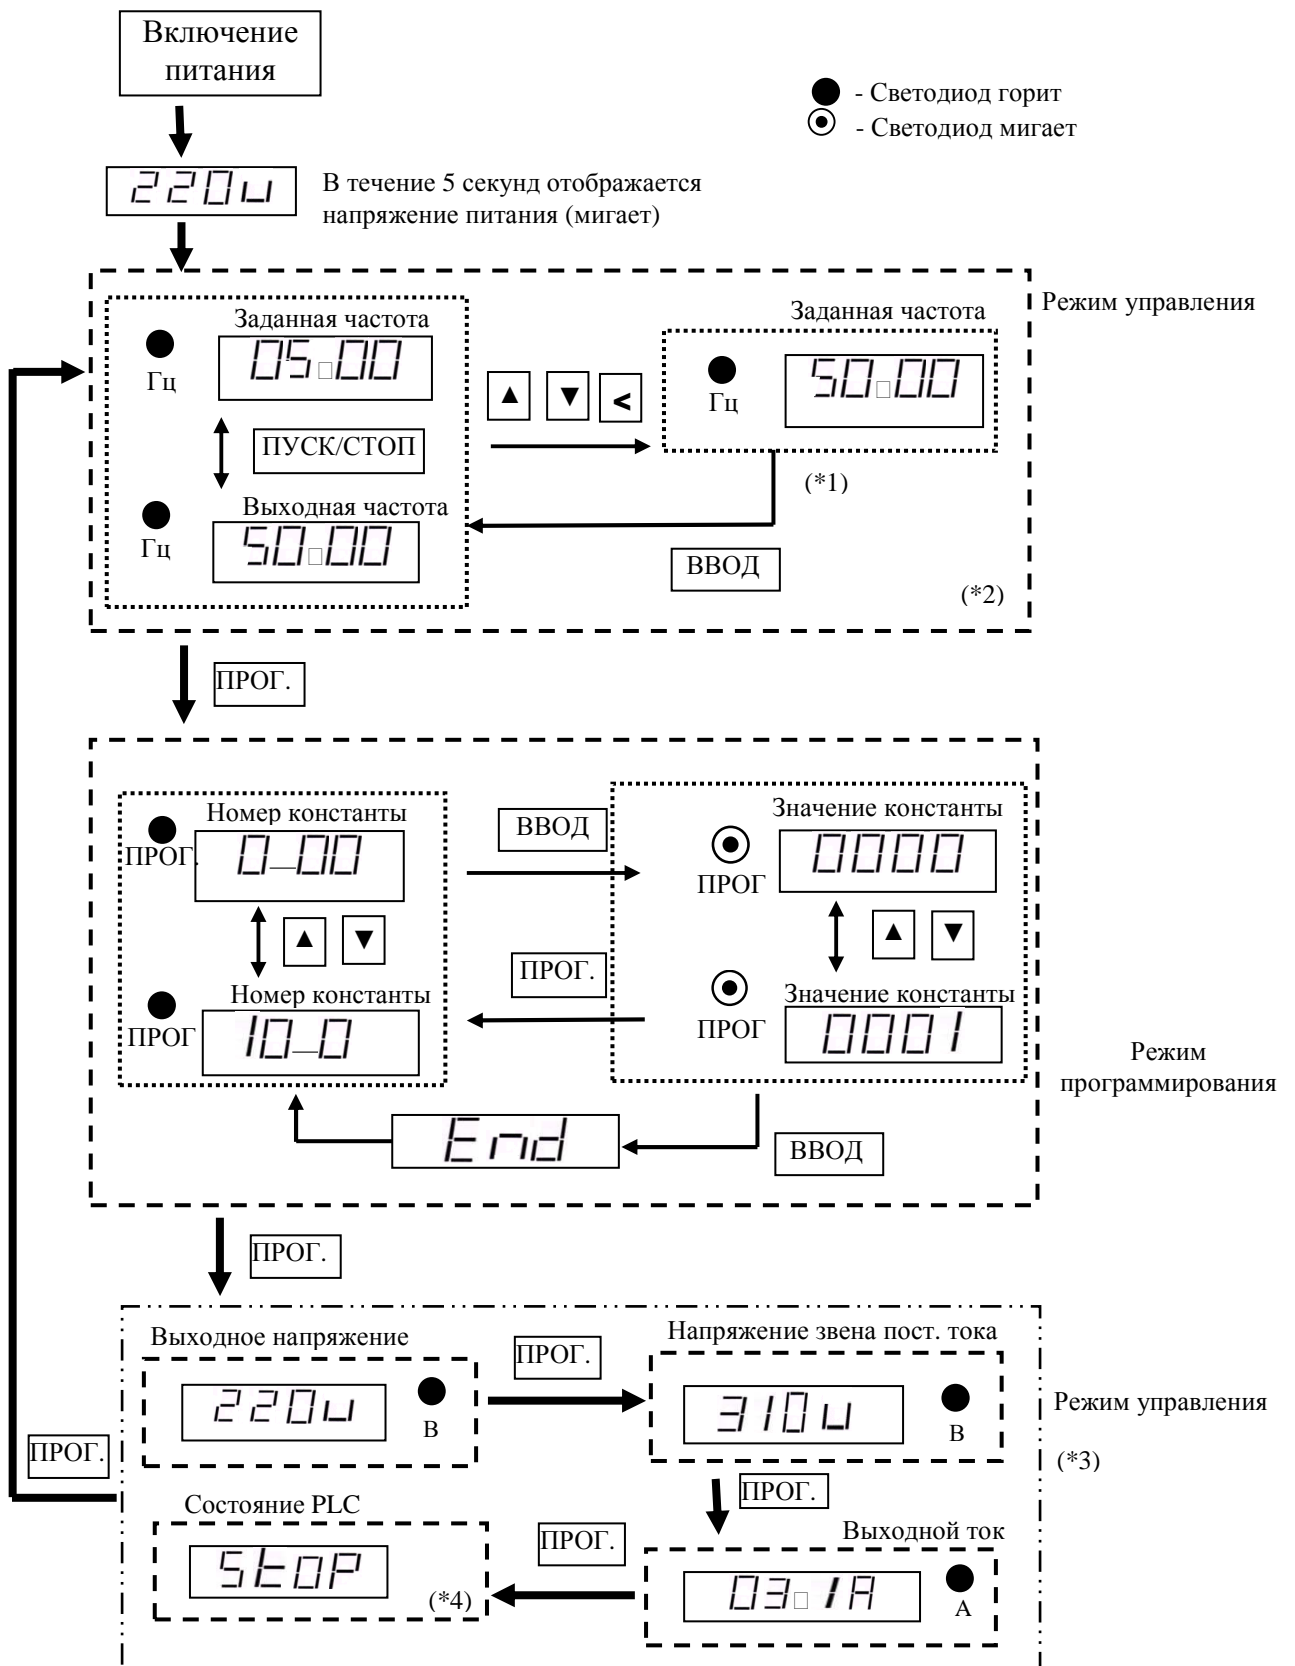 Включение
питания
- Светодиод горит
- Светодиод мигает
220u
В течение 5 секунд отображается
напряжение питания (мигает)
Режим управления
Заданная частота
05.00
Гц
ПУСК/СТОП
Выходная частота
50.00
Гц
▲ ▼ <
Заданная частота
50.00
Гц
(*1)
ВВОД
(*2)
ПРОГ.
Номер константы
0—00
ПРОГ.
▲ ▼
Номер константы
10—0
ПРОГ
ВВОД
ПРОГ.
Значение константы
0000
ПРОГ
▲ ▼
Значение константы
0001
ПРОГ
Режим
программирования
End
ВВОД
ПРОГ.
Выходное напряжение
220u
В
ПРОГ.
Напряжение звена пост. тока
310u
В
Режим управления
(*3)
ПРОГ.
ПРОГ.
Выходной ток
03.1A
А
ПРОГ.
Состояние PLC
StoP
(*4)